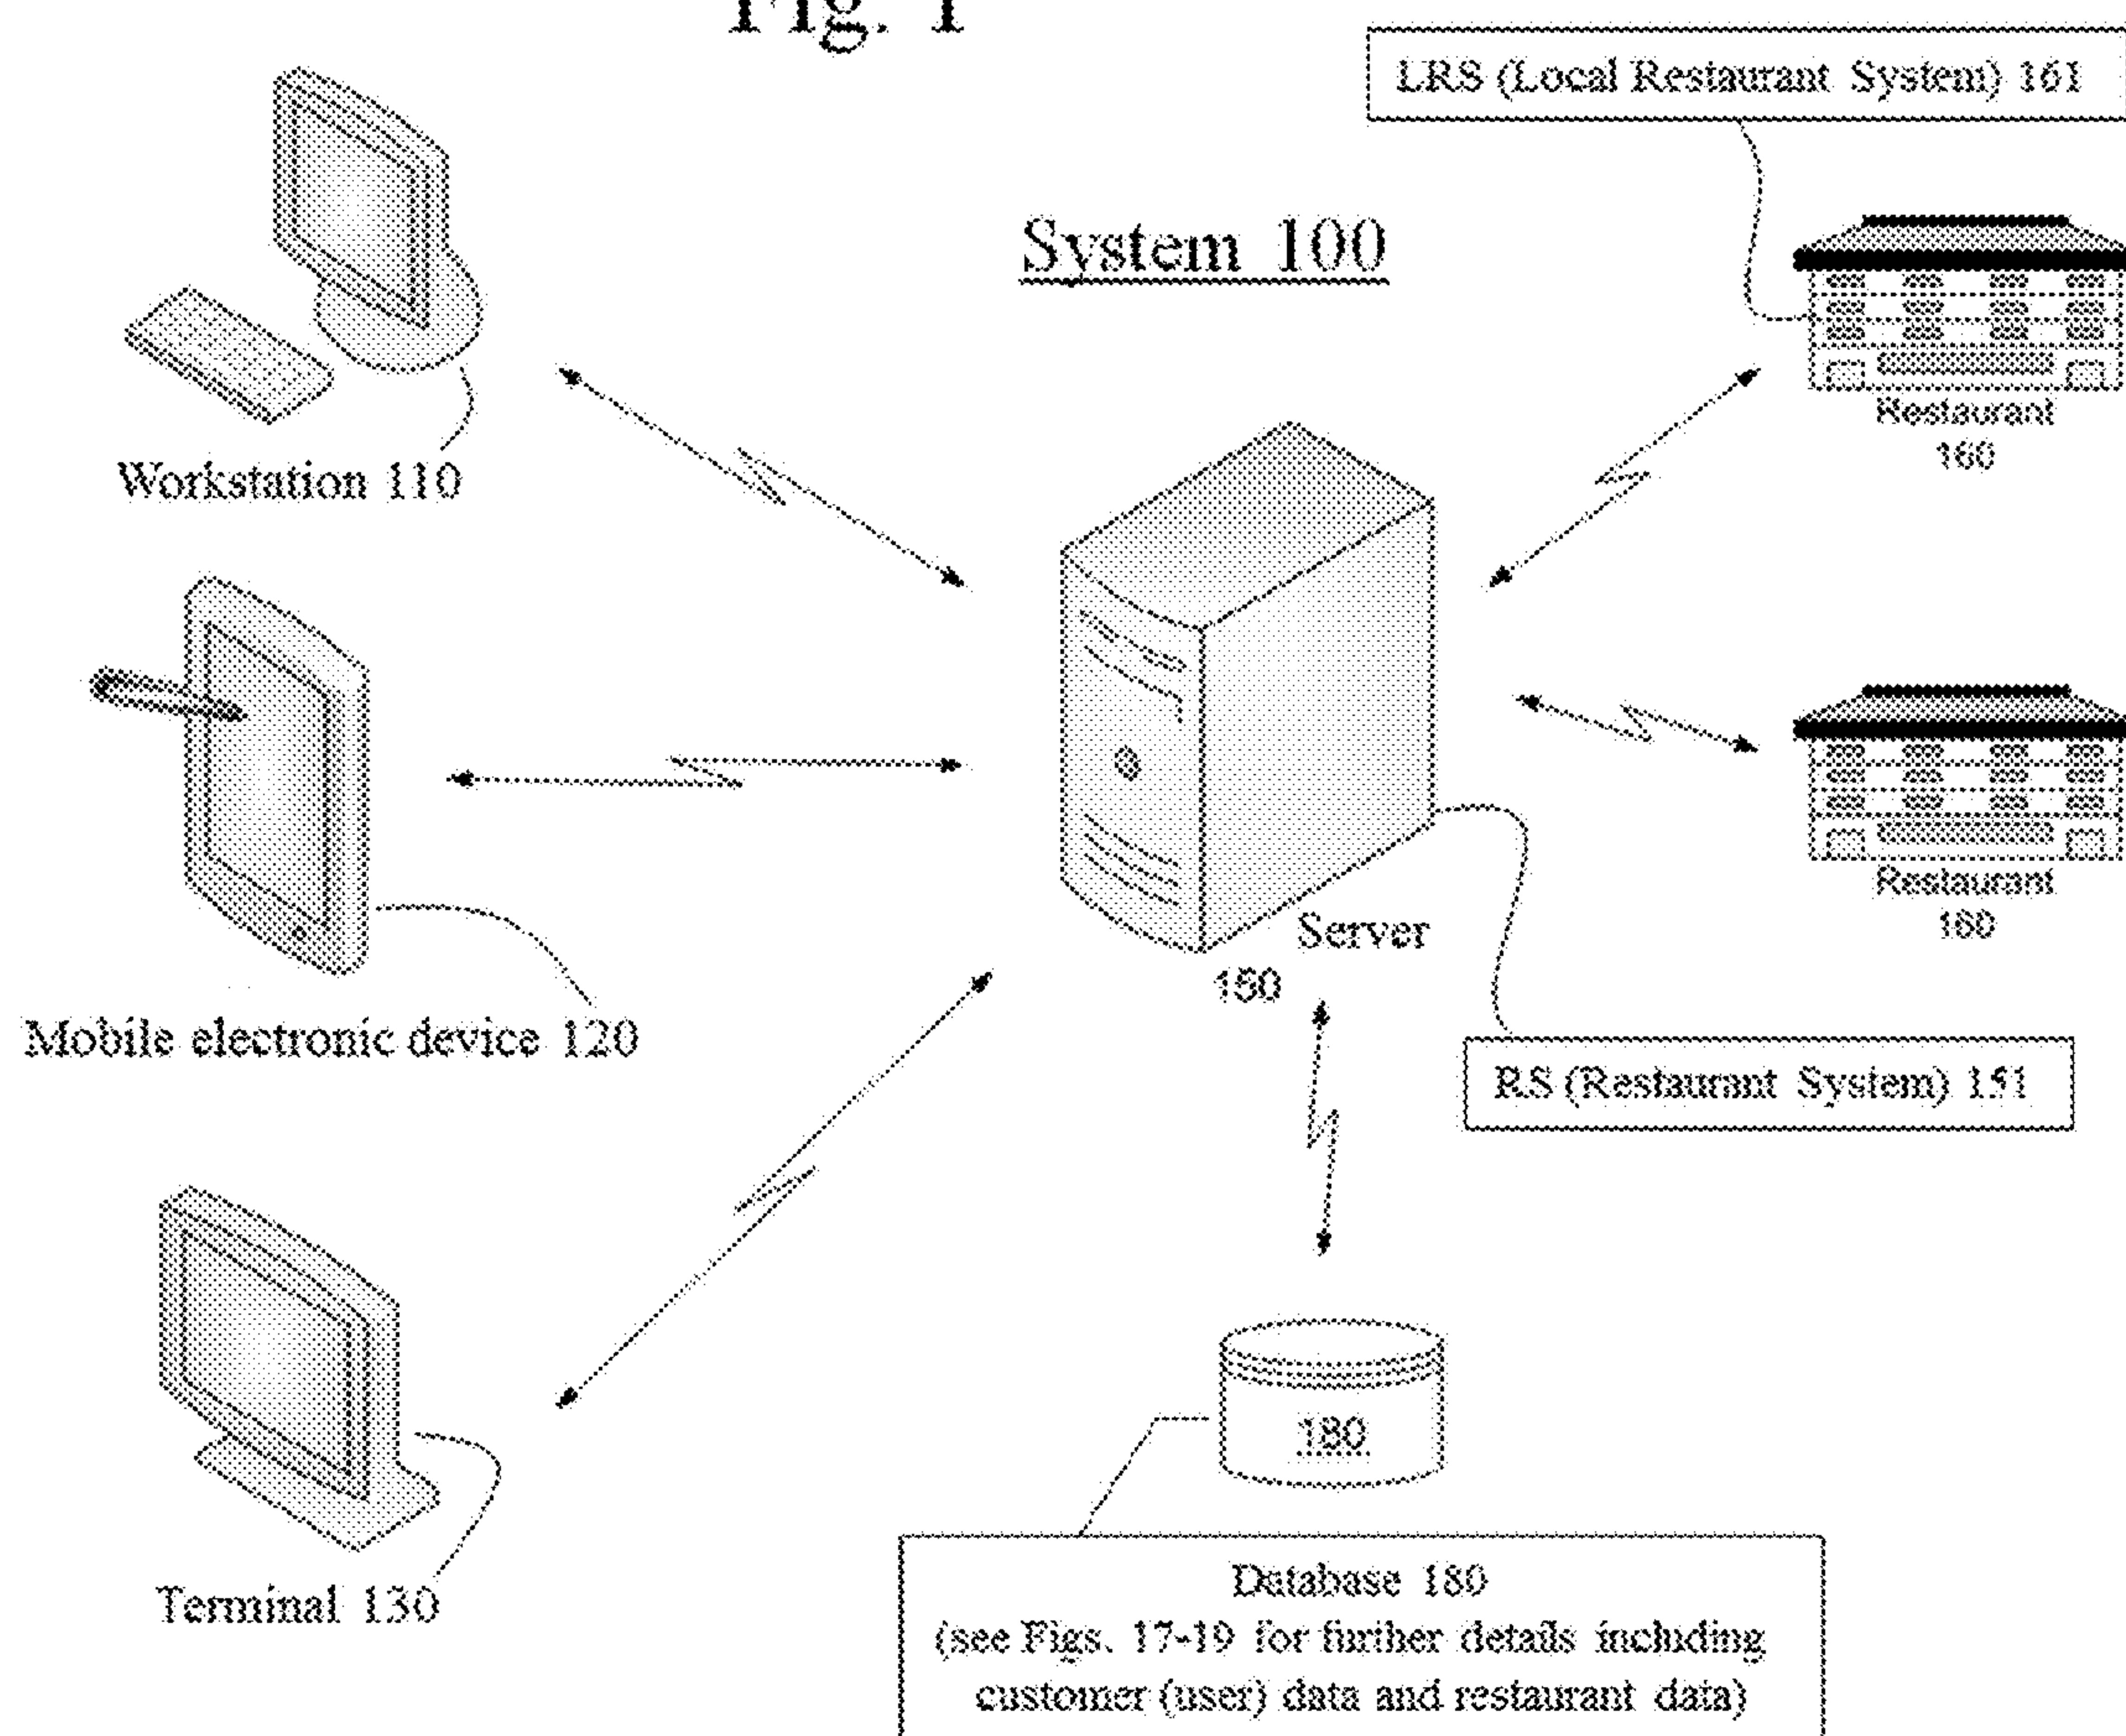 Fig. 1
LRS (Local Restaurant System) 161
System 100
Restaurant
160
Workstation 110
Restaurant
160
Server
150
Mobile electronic device 120
RS (Restaurant System) 151
180
Terminal 130
Database 180
(see Figs. 17-19 for further details including
customer (user) data and restaurant data)